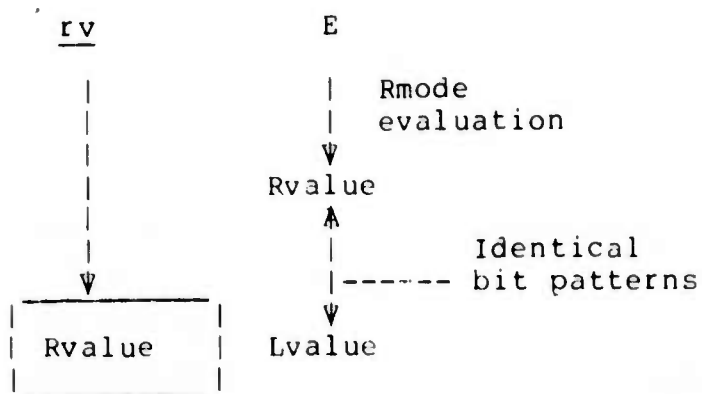 rv E
Rmode
evaluation
Rvalue
Identical
bit patterns
Rvalue Lvalue